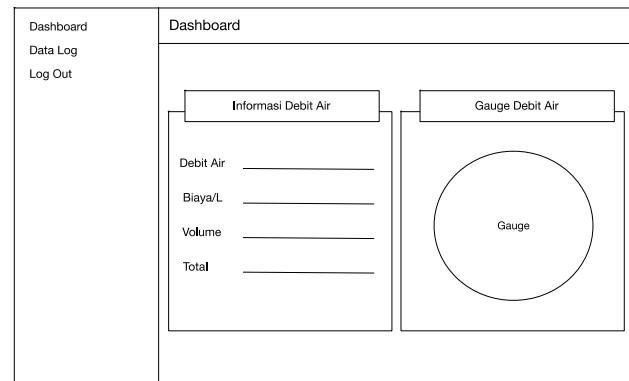 Dashboard
Data Log
Log Out
Dashboard
Informasi Debit Air
Debit Air
Biaya/L
Volume
Total
Gauge Debit Air
Gauge